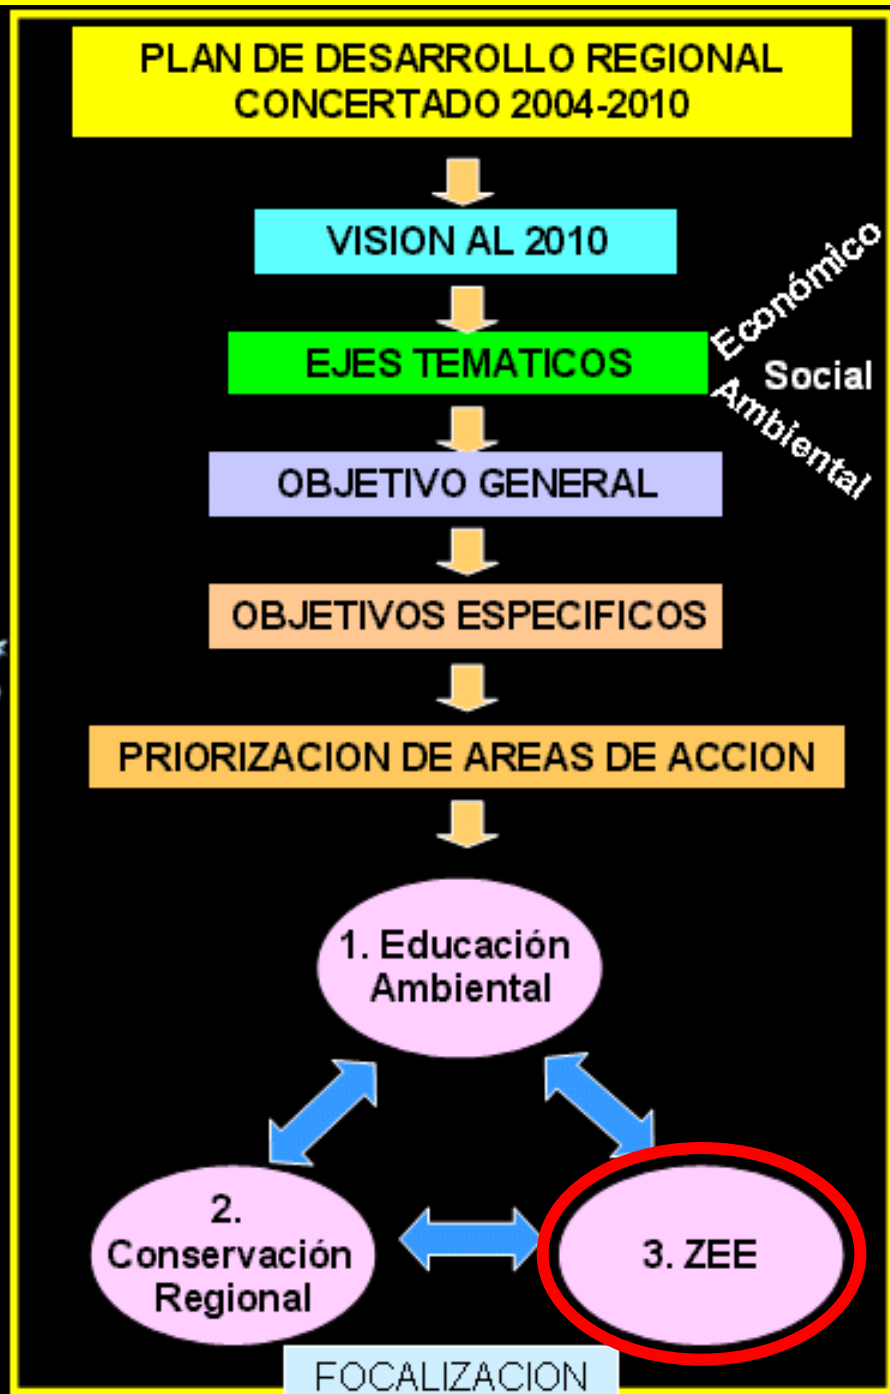 PLAN DE DESARROLLO REGIONAL
CONCERTADO 2004-2010
VISION AL 2010
EJES TEMATICOS
Económico
Social
Ambiental
OBJETIVO GENERAL
OBJETIVOS ESPECIFICOS
PRIORIZACION DE AREAS DE ACCION
1. Educación
Ambiental
2.
Conservación
Regional
3. ZEE
FOCALIZACION